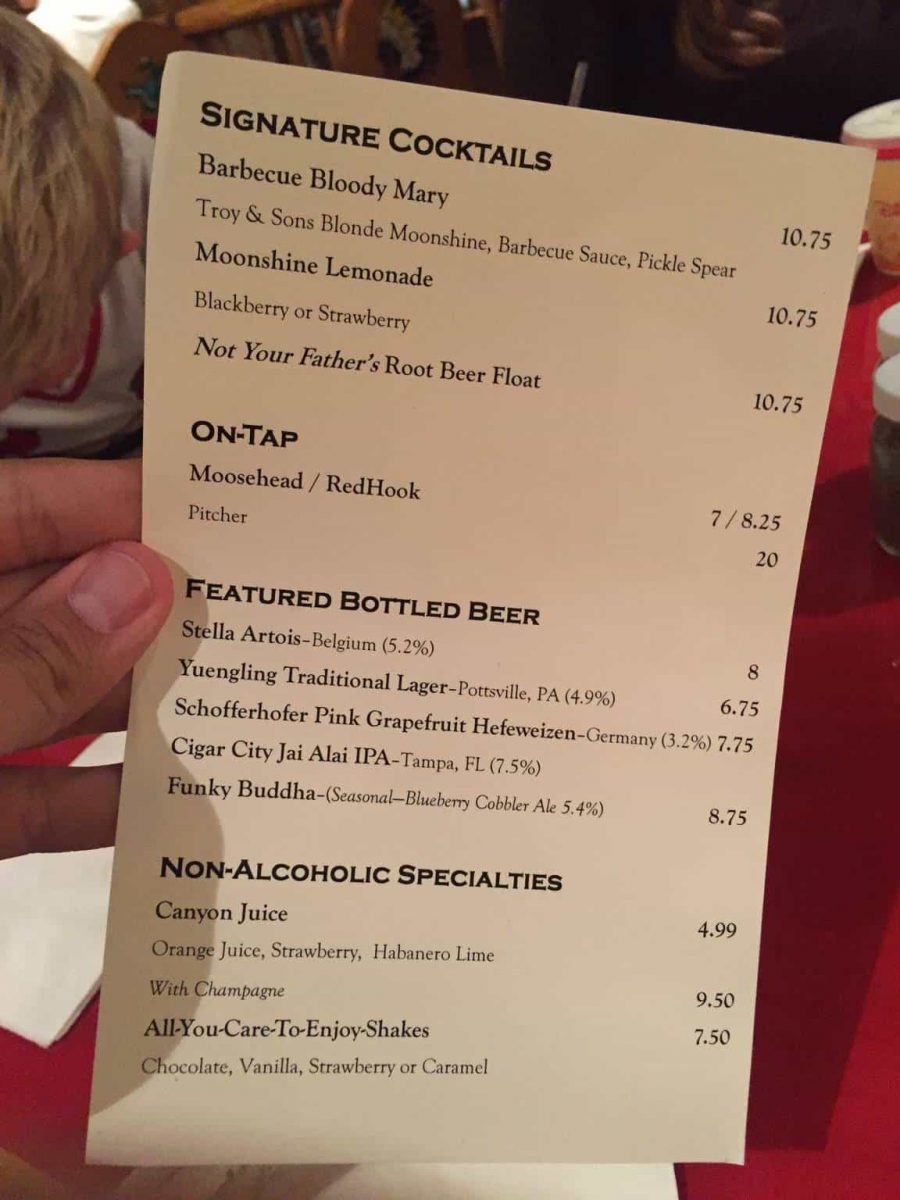 SIGNATURE COCKTAILS
Barbecue Bloody Mary 10.75
Troy & Sons Blonde Moonshine, Barbecue Sauce, Pickle Spear
Moonshine Lemonade 10.75
Blackberry or Strawberry
Not Your Father's Root Beer Float 10.75
ON-TAP
Moosehead / RedHook 7 / 8.25
Pitcher 20
FEATURED BOTTLED BEER
Stella Artois-Belgium (5.2%) 8
Yuengling Traditional Lager-Pottsville, PA (4.9%) 6.75
Schofferhofer Pink Grapefruit Hefeweizen-Germany (3.2%) 7.75
Cigar City Jai Alai IPA-Tampa, FL (7.5%)
Funky Buddha-(Seasonal—Blueberry Cobbler Ale 5.4%) 8.75
NON-ALCOHOLIC SPECIALTIES
Canyon Juice 4.99
Orange Juice, Strawberry, Habanero Lime
With Champagne 9.50
All-You-Care-To-Enjoy-Shakes 7.50
Chocolate, Vanilla, Strawberry or Caramel